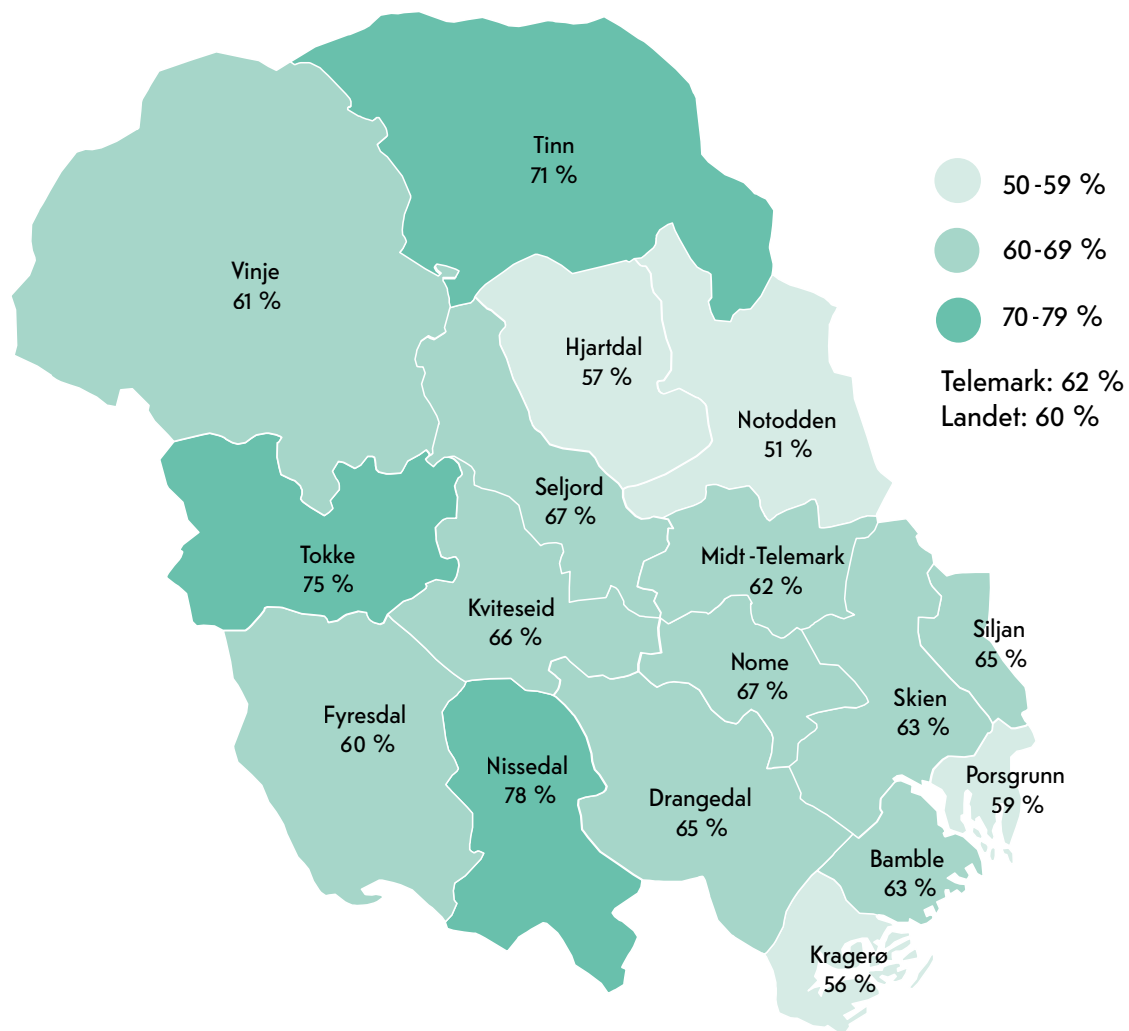 Tinn
71 %
50-59 %
60-69 %
70-79 %
Telemark: 62 %
Landet: 60 %
Vinje
61 %
Hjartdal
57 %
Notodden
51 %
Seljord
67 %
Tokke
75 %
Midt-Telemark
62 %
Kviteseid
66 %
Siljan
65 %
Nome
67 %
Skien
63 %
Fyresdal
60 %
Nissedal
78 %
Porsgrunn
59 %
Drangedal
65 %
Bamble
63 %
Kragerø
56 %